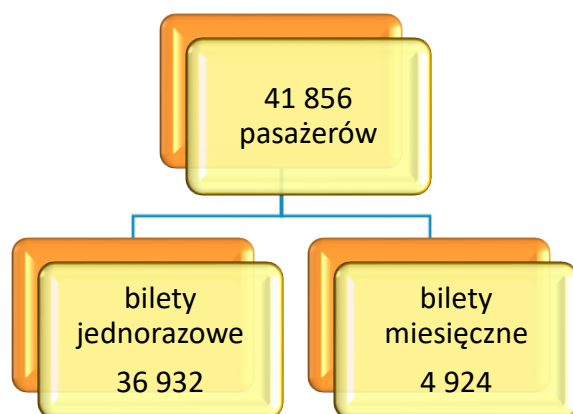 41 856
pasażerów
bilety
jednorazowe
36 932
bilety
miesięczne
4 924